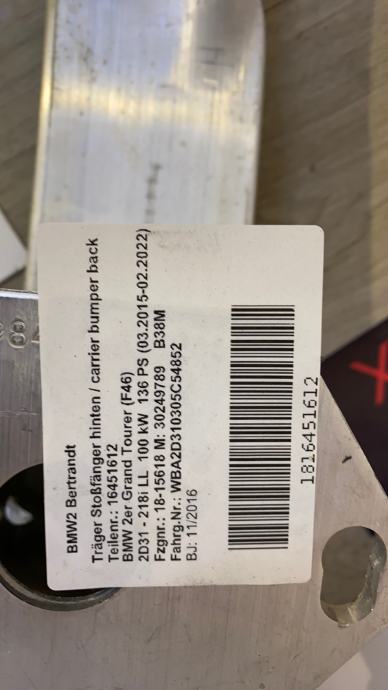 BMW2 Bertrandt
Träger Stoßfänger hinten / carrier bumper back
Teilenr.: 16451612
BMW 2er Grand Tourer (F46)
2D31 - 218i LL 100 kW 136 PS (03.2015-02.2022)
Fzgnr.: 18-15618 M: 30249789 B38M
Fahrg.Nr.: WBA2D310305C54852
BJ: 11/2016
1816451612